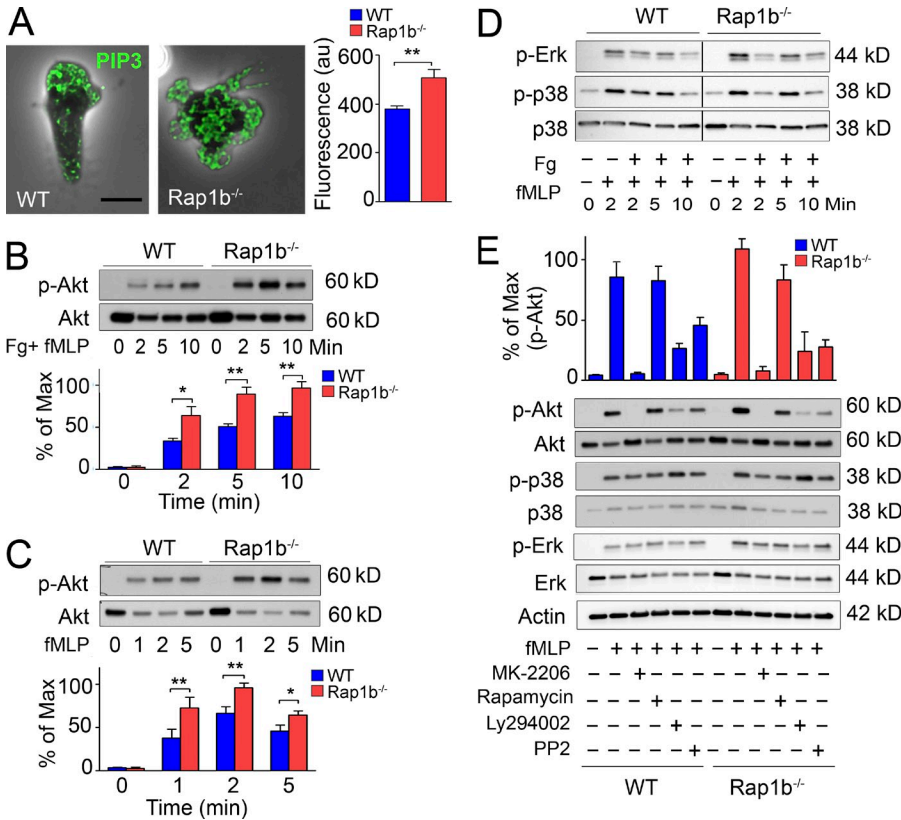 A
PIP3
WT
Rap1b-/-
WT
Rap1b-/-
Fluorescence (au)
**
600
400
200
0
B
WT Rap1b-/-
p-Akt 60 kD
Akt 60 kD
Fg+ fMLP 0 2 5 10 0 2 5 10 Min
WT
Rap1b-/-
% of Max
100
50
0
* ** **
0 2 5 10
Time (min)
C
WT Rap1b-/-
p-Akt 60 kD
Akt 60 kD
fMLP 0 1 2 5 0 1 2 5 Min
WT
Rap1b-/-
% of Max
100
50
0
** ** *
0 1 2 5
Time (min)
D
WT Rap1b-/-
p-Erk 44 kD
p-p38 38 kD
p38 38 kD
Fg − − + + + − − + + +
fMLP − + + + + − + + + +
0 2 2 5 10 0 2 2 5 10 Min
E
WT
Rap1b-/-
% of Max
(p-Akt)
100
50
0
p-Akt 60 kD
Akt 60 kD
p-p38 38 kD
p38 38 kD
p-Erk 44 kD
Erk 44 kD
Actin 42 kD
fMLP − + + + + + − + + + + +
MK-2206 − − + − − − − − + − − −
Rapamycin − − − + − − − − − + − −
Ly294002 − − − − + − − − − − + −
PP2 − − − − − + − − − − − +
WT Rap1b-/-